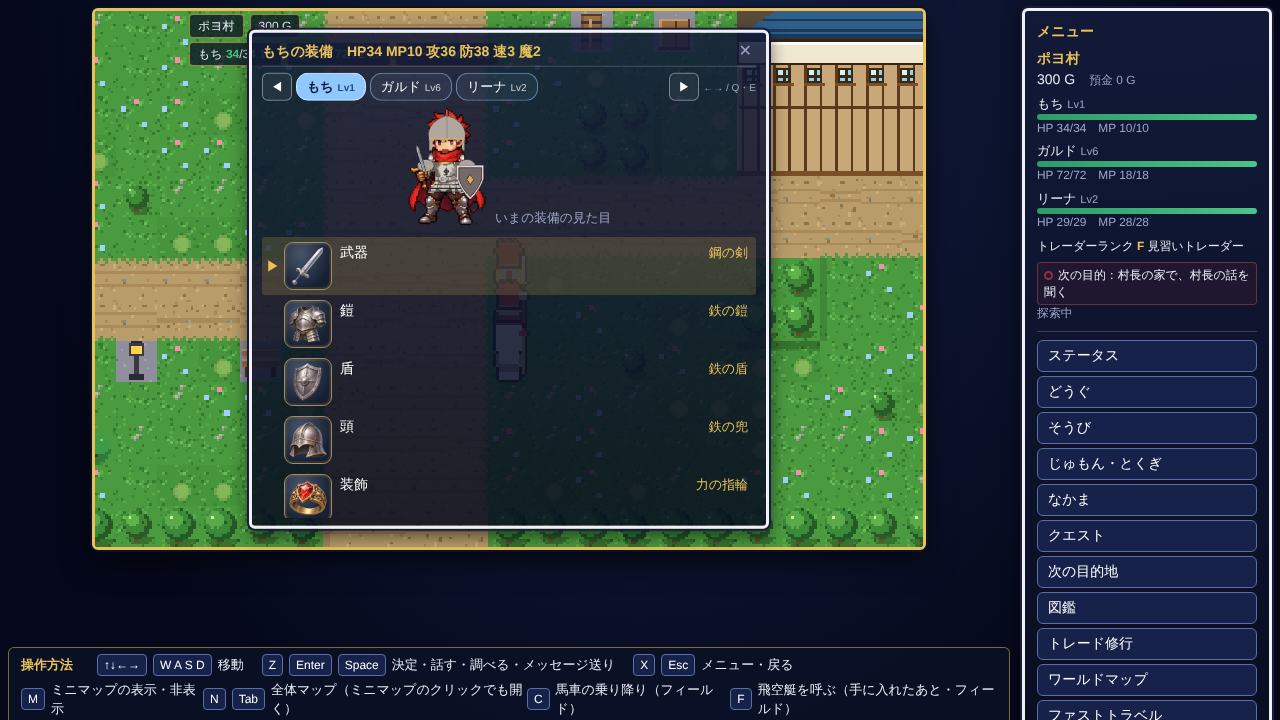 ポヨ村 300 G
もち 34/3
もちの装備 HP34 MP10 攻36 防38 速3 魔2 ✕
◀ もち Lv1 ガルド Lv6 リーナ Lv2 ▶ ←→ / Q・E
いまの装備の見た目
▶ 武器 鋼の剣
鎧 鉄の鎧
盾 鉄の盾
頭 鉄の兜
装飾 力の指輪
メニュー
ポヨ村
300 G 預金 0 G
もち Lv1
HP 34/34 MP 10/10
ガルド Lv6
HP 72/72 MP 18/18
リーナ Lv2
HP 29/29 MP 28/28
トレーダーランク F 見習いトレーダー
次の目的：村長の家で、村長の話を
聞く
探索中
ステータス
どうぐ
そうび
じゅもん・とくぎ
なかま
クエスト
次の目的地
図鑑
トレード修行
ワールドマップ
ファストトラベル
操作方法 ↑↓←→ W A S D 移動 Z Enter Space 決定・話す・調べる・メッセージ送り X Esc メニュー・戻る
M ミニマップの表示・非表
示
N Tab 全体マップ（ミニマップのクリックでも開
く）
C 馬車の乗り降り（フィール
ド）
F 飛空艇を呼ぶ（手に入れたあと・フィー
ルド）